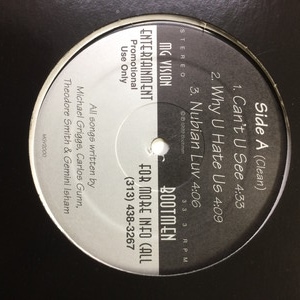 BOOTMEN
MG VISION
ENTERTAINMENT
Promotional
Use Only
STEREO
33 3 RPM
Side A (Clean)
1. Can't U See 4:33
2. Why U Hate Us 4:09
3. Nubian Luv 4:06
FOR MORE INFO CALL
(313) 438-3267
All songs written by
Michael Griggs, Carlos Gunn,
Theodore Smith & Gemini Isham